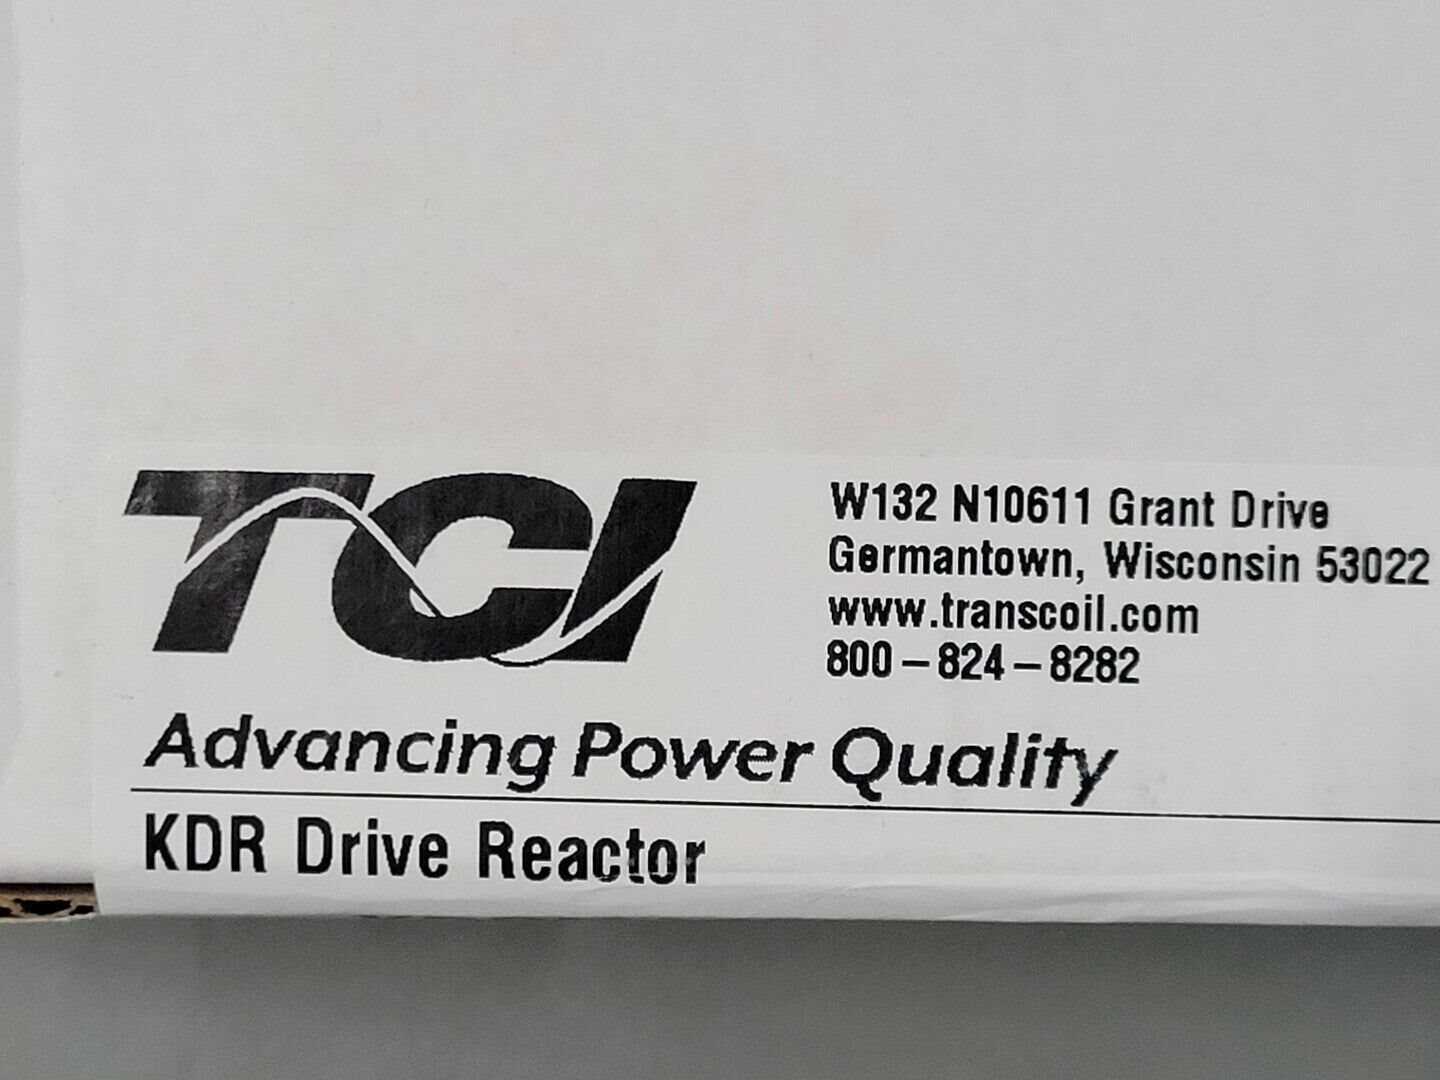 TCI
W132 N10611 Grant Drive
Germantown, Wisconsin 53022
www.transcoil.com
800-824-8282
Advancing Power Quality
KDR Drive Reactor